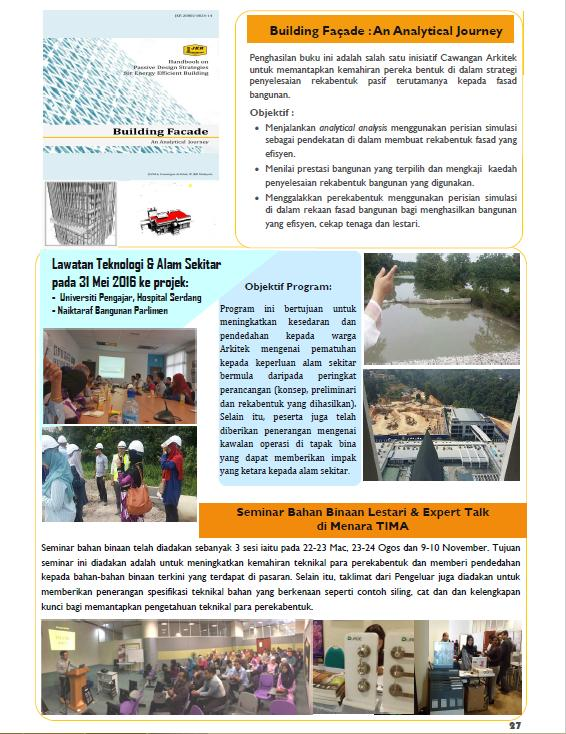 JKR 20802-0024-14
JKR
Handbook on
Passive Design Strategies
for Energy Efficient Building
Building Facade
An Analytical Journey
Building Façade : An Analytical Journey
Penghasilan buku ini adalah salah satu inisiatif Cawangan Arkitek
untuk memantapkan kemahiran pereka bentuk di dalam strategi
penyelesaian rekabentuk pasif terutamanya kepada fasad
bangunan.
Objektif :
• Menjalankan analytical analysis menggunakan perisian simulasi
sebagai pendekatan di dalam membuat rekabentuk fasad yang
efisyen.
• Menilai prestasi bangunan yang terpilih dan mengkaji kaedah
penyelesaian rekabentuk bangunan yang digunakan.
• Menggalakkan perekabentuk menggunakan perisian simulasi
di dalam rekaan fasad bangunan bagi menghasilkan bangunan
yang efisyen, cekap tenaga dan lestari.
Lawatan Teknologi & Alam Sekitar
pada 31 Mei 2016 ke projek:
- Universiti Pengajar, Hospital Serdang
- Naiktaraf Bangunan Parlimen
Objektif Program:
Program ini bertujuan untuk
meningkatkan kesedaran dan
pendedahan kepada warga
Arkitek mengenai pematuhan
kepada keperluan alam sekitar
bermula daripada peringkat
perancangan (konsep, preliminari
dan rekabentuk yang dihasilkan).
Selain itu, peserta juga telah
diberikan penerangan mengenai
kawalan operasi di tapak bina
yang dapat memberikan impak
yang ketara kepada alam sekitar.
Seminar Bahan Binaan Lestari & Expert Talk
di Menara TIMA
Seminar bahan binaan telah diadakan sebanyak 3 sesi iaitu pada 22-23 Mac, 23-24 Ogos dan 9-10 November. Tujuan
seminar ini diadakan adalah untuk meningkatkan kemahiran teknikal para perekabentuk dan memberi pendedahan
kepada bahan-bahan binaan terkini yang terdapat di pasaran. Selain itu, taklimat dari Pengeluar juga diadakan untuk
memberikan penerangan spesifikasi teknikal bahan yang berkenaan seperti contoh siling, cat dan dan kelengkapan
kunci bagi memantapkan pengetahuan teknikal para perekabentuk.
27